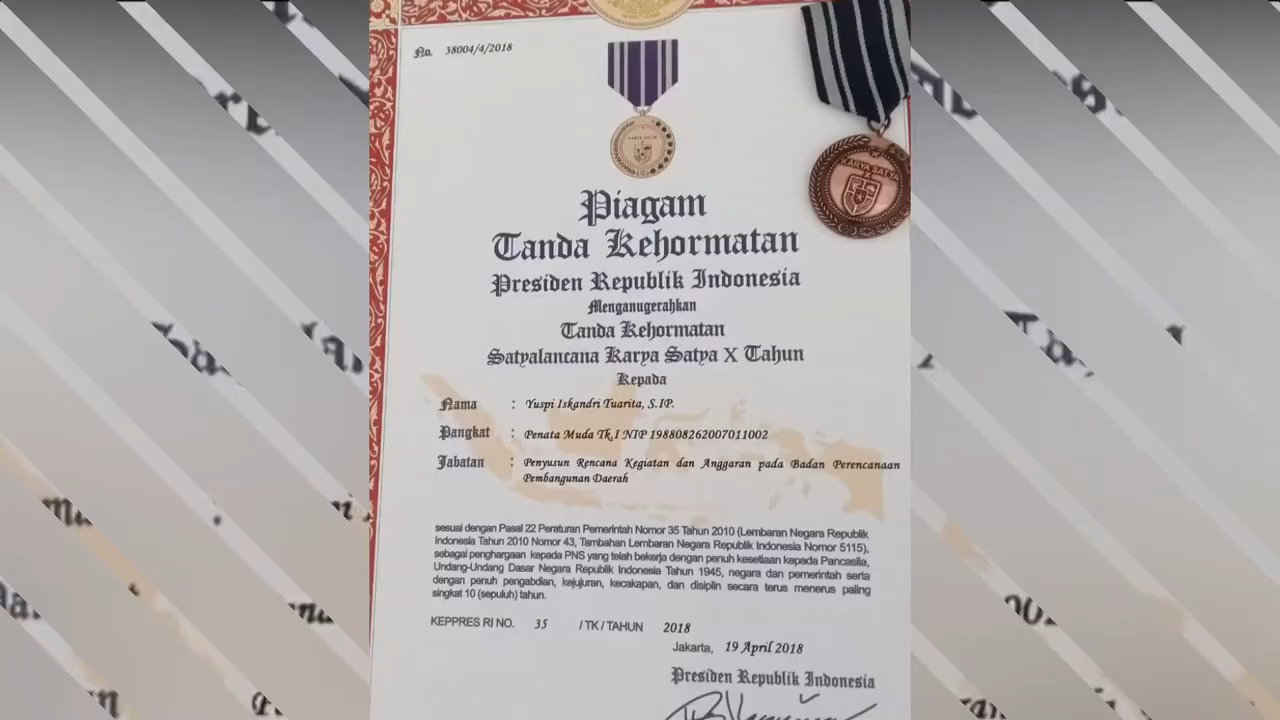 No. 38004/4/2018
KARYA SATYA
KARYA SATYA
Piagam
Tanda Kehormatan
Presiden Republik Indonesia
Menganugerahkan
Tanda Kehormatan
Satyalancana Karya Satya X Tahun
Kepada
Nama : Yuspi Iskandri Tuarita, S.IP.
Pangkat : Penata Muda Tk.I NIP 198808262007011002
Jabatan : Penyusun Rencana Kegiatan dan Anggaran pada Badan Perencanaan
Pembangunan Daerah
sesuai dengan Pasal 22 Peraturan Pemerintah Nomor 35 Tahun 2010 (Lembaran Negara Republik
Indonesia Tahun 2010 Nomor 43, Tambahan Lembaran Negara Republik Indonesia Nomor 5115),
sebagai penghargaan kepada PNS yang telah bekerja dengan penuh kesetiaan kepada Pancasila,
Undang-Undang Dasar Negara Republik Indonesia Tahun 1945, negara dan pemerintah serta
dengan penuh pengabdian, kejujuran, kecakapan, dan disiplin secara terus menerus paling
singkat 10 (sepuluh) tahun.
KEPPRES RI NO. 35 / TK / TAHUN 2018
Jakarta, 19 April 2018
Presiden Republik Indonesia